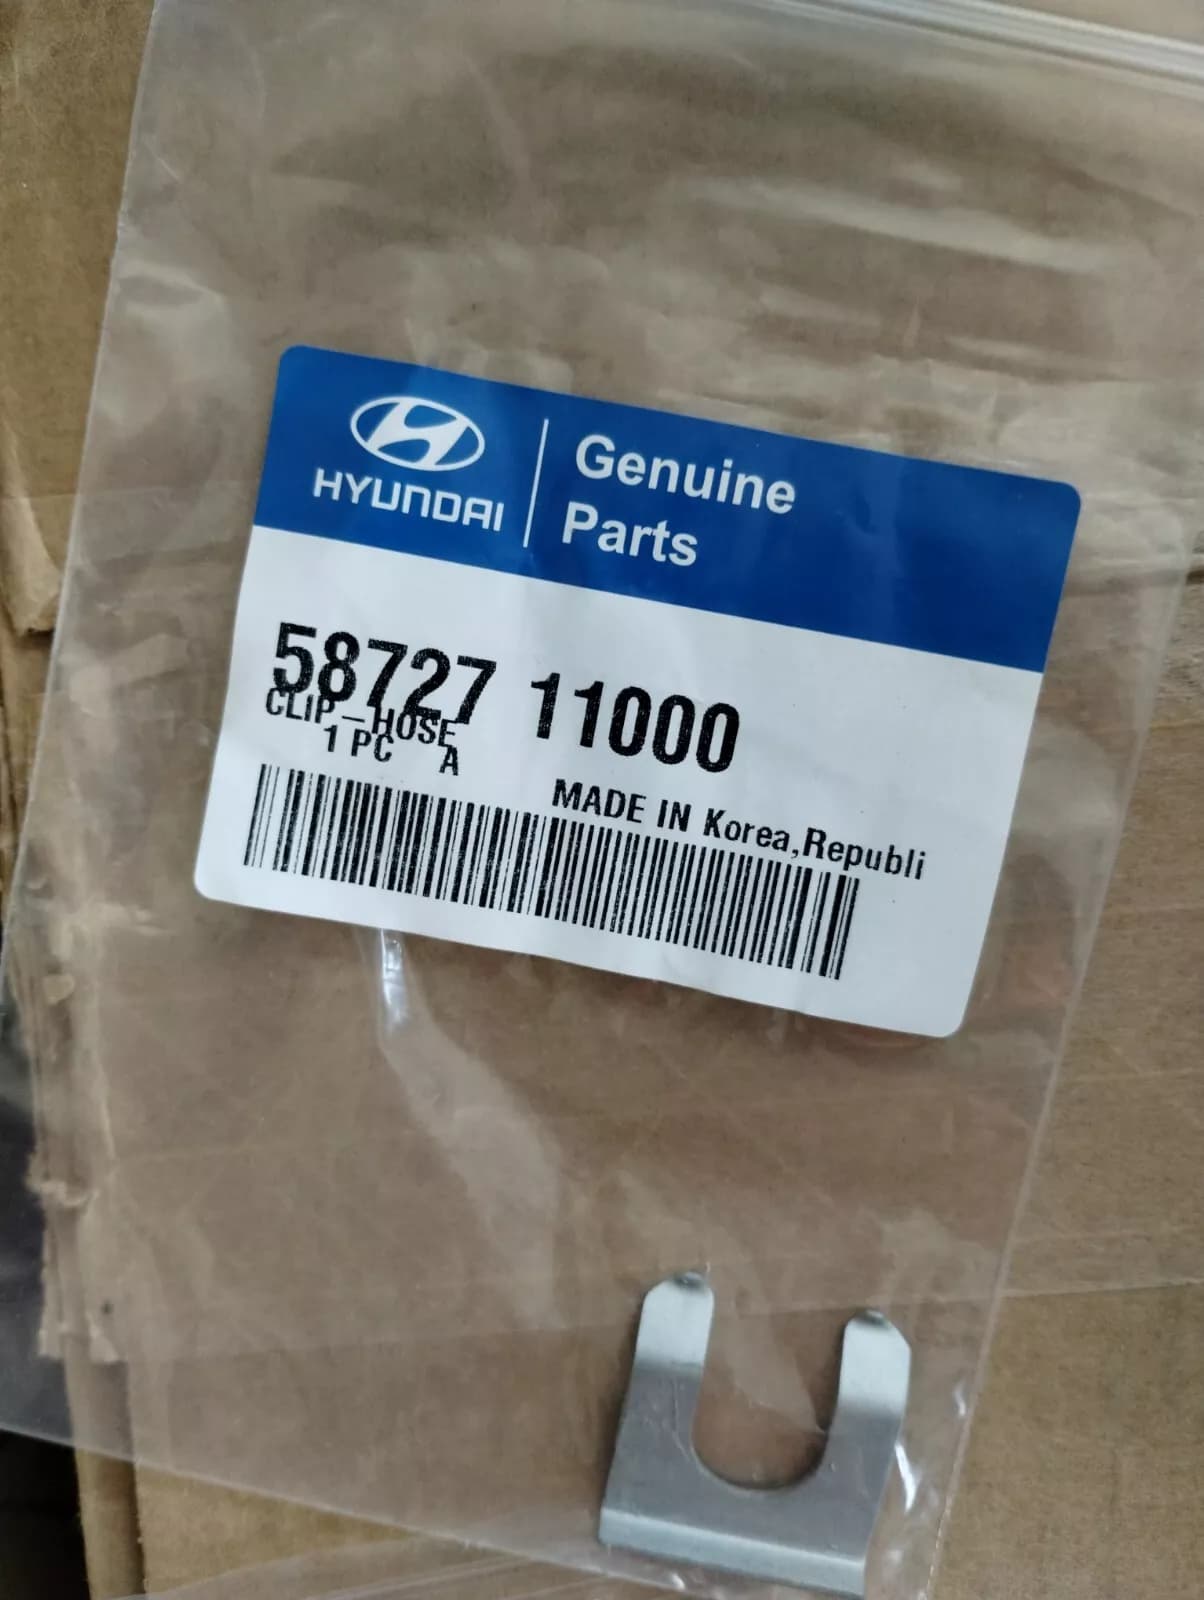 HYUNDAI
Genuine
Parts
58727 11000
CLIP-HOSE
1 PC A
MADE IN Korea,Republi